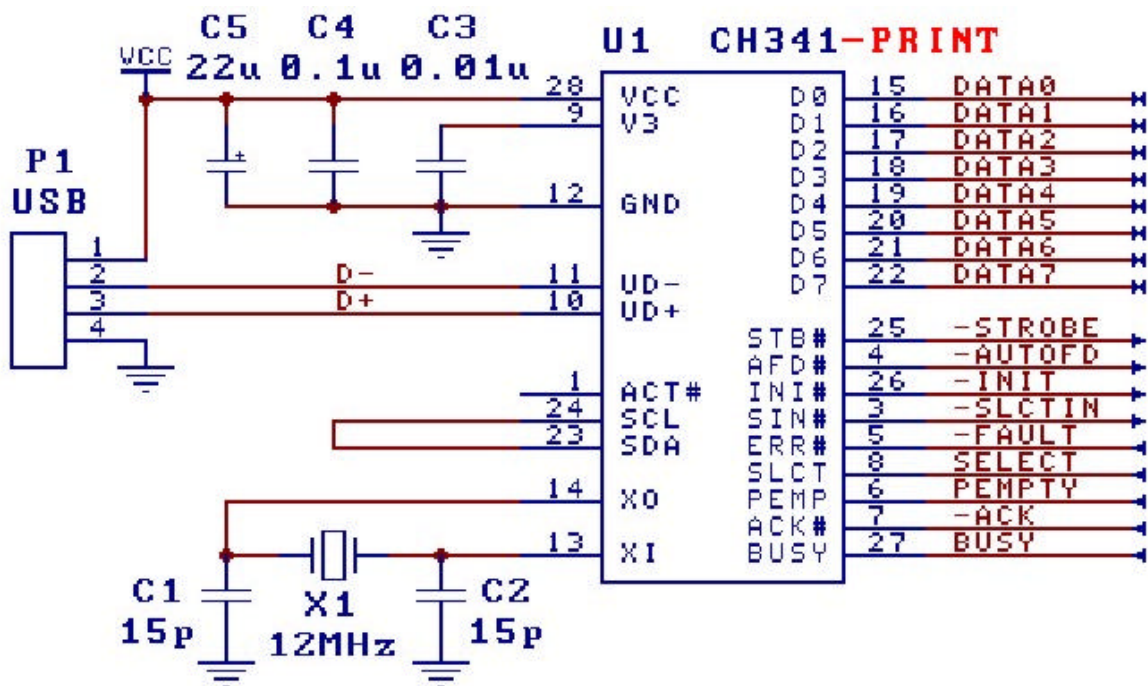 C5 C4 C3
22u 0.1u 0.01u
VCC
U1 CH341-PRINT
P1
USB
1
2
3
4
D-
D+
28 VCC
9 V3
12 GND
11 UD-
10 UD+
1 ACT#
24 SCL
23 SDA
14 XO
13 XI
D0 15 DATA0
D1 16 DATA1
D2 17 DATA2
D3 18 DATA3
D4 19 DATA4
D5 20 DATA5
D6 21 DATA6
D7 22 DATA7
STB# 25 -STROBE
AFD# 4 -AUTOFD
INI# 26 -INIT
SIN# 3 -SLCTIN
ERR# 5 -FAULT
SLCT 8 SELECT
PEMP 6 PEMPTY
ACK# 7 -ACK
BUSY 27 BUSY
+
C1
15p
X1
12MHz
C2
15p